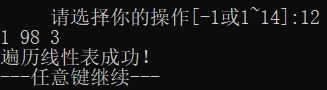 请选择你的操作[-1或1~14]:12
1 98 3
遍历线性表成功！
---任意键继续---